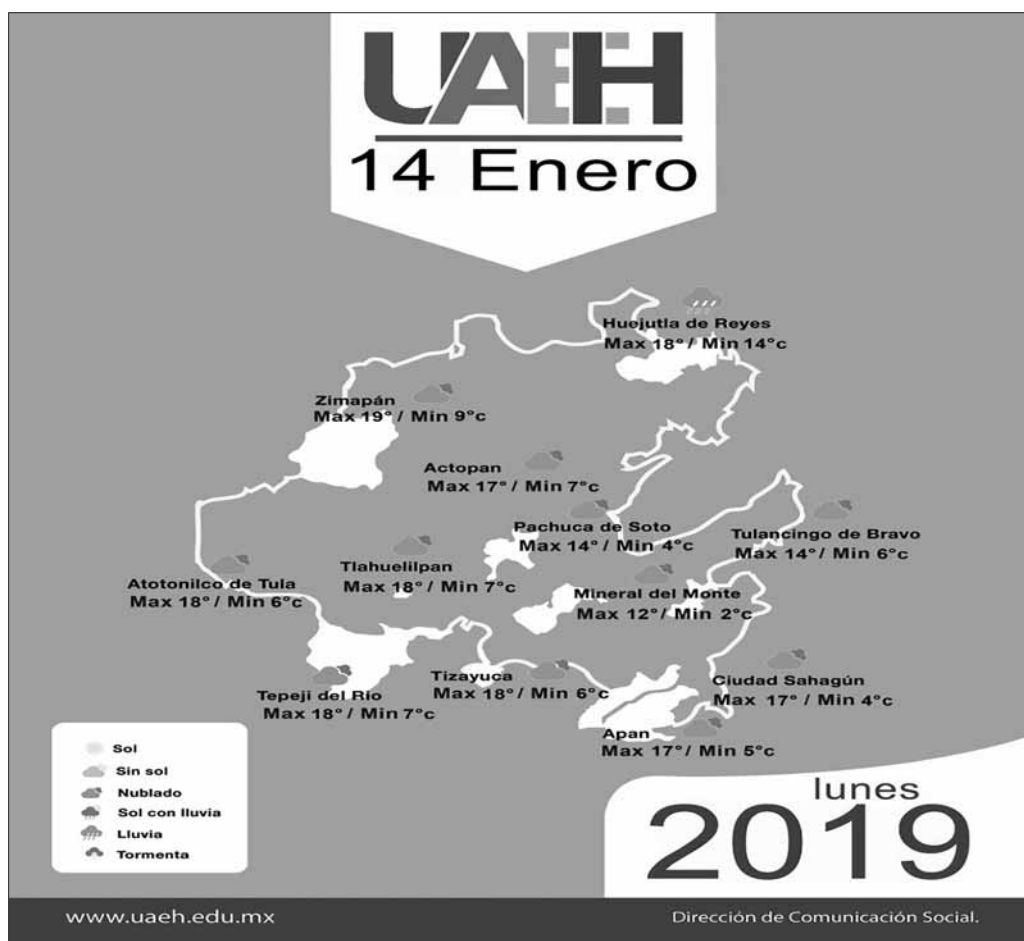 UAEH
14 Enero
Huejutla de Reyes
Max 18° / Min 14°c
Zimapán
Max 19° / Min 9°c
Actopan
Max 17° / Min 7°c
Pachuca de Soto
Max 14° / Min 4°c
Tulancingo de Bravo
Max 14° / Min 6°c
Tlahuelilpan
Max 18° / Min 7°c
Atotonilco de Tula
Max 18° / Min 6°c
Mineral del Monte
Max 12° / Min 2°c
Tizayuca
Max 18° / Min 6°c
Ciudad Sahagún
Max 17° / Min 4°c
Tepeji del Río
Max 18° / Min 7°c
Apan
Max 17° / Min 5°c
Sol
Sin sol
Nublado
Sol con lluvia
Lluvia
Tormenta
lunes
2019
www.uaeh.edu.mx
Dirección de Comunicación Social.